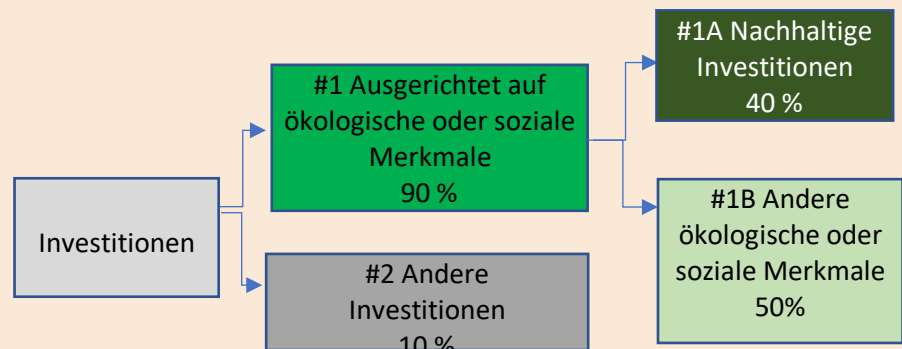 Investitionen
#1 Ausgerichtet auf
ökologische oder soziale
Merkmale
90 %
#2 Andere
Investitionen
10 %
#1A Nachhaltige
Investitionen
40 %
#1B Andere
ökologische oder
soziale Merkmale
50%